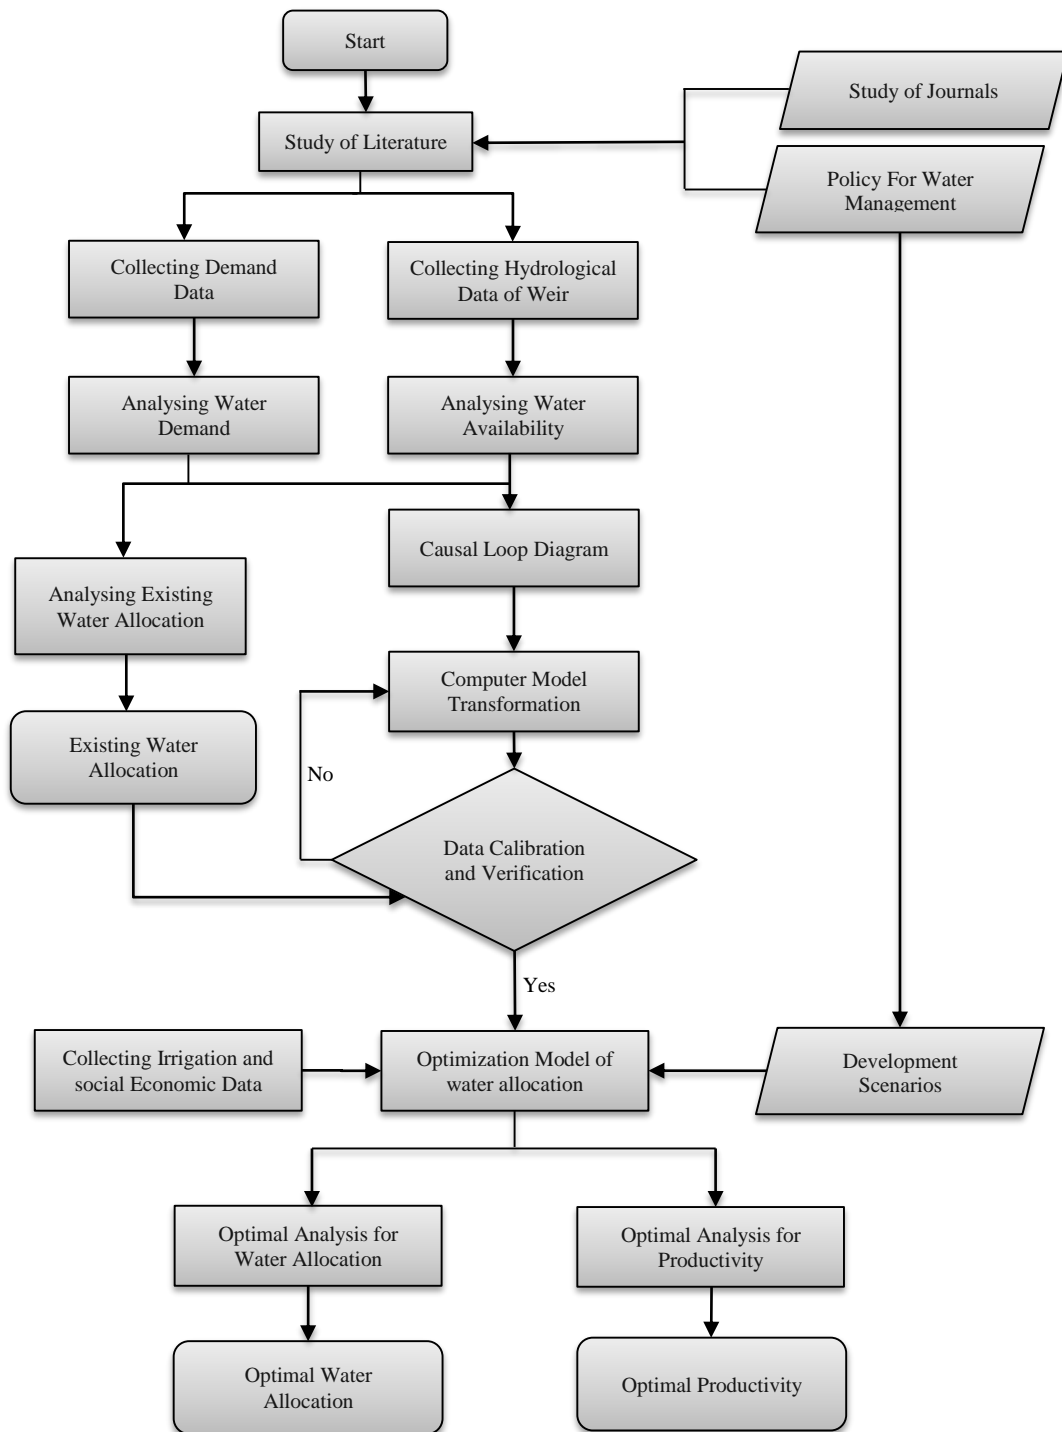 Start
Study of Journals
Study of Literature
Policy For Water
Management
Collecting Demand
Data
Collecting Hydrological
Data of Weir
Analysing Water
Demand
Analysing Water
Availability
Causal Loop Diagram
Analysing Existing
Water Allocation
Computer Model
Transformation
Existing Water
Allocation
No
Data Calibration
and Verification
Yes
Collecting Irrigation and
social Economic Data
Optimization Model of
water allocation
Development
Scenarios
Optimal Analysis for
Water Allocation
Optimal Analysis for
Productivity
Optimal Water
Allocation
Optimal Productivity